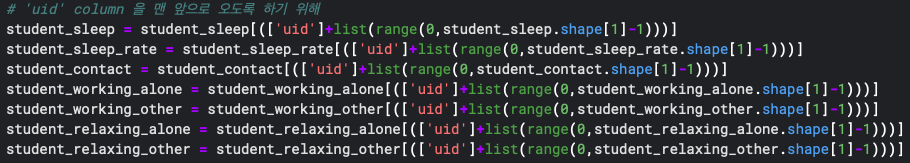 # 'uid' column 을 맨 앞으로 오도록 하기 위해
student_sleep = student_sleep[(['uid']+list(range(0,student_sleep.shape[1]-1)))]
student_sleep_rate = student_sleep_rate[(['uid']+list(range(0,student_sleep_rate.shape[1]-1)))]
student_contact = student_contact[(['uid']+list(range(0,student_contact.shape[1]-1)))]
student_working_alone = student_working_alone[(['uid']+list(range(0,student_working_alone.shape[1]-1)))]
student_working_other = student_working_other[(['uid']+list(range(0,student_working_other.shape[1]-1)))]
student_relaxing_alone = student_relaxing_alone[(['uid']+list(range(0,student_relaxing_alone.shape[1]-1)))]
student_relaxing_other = student_relaxing_other[(['uid']+list(range(0,student_relaxing_other.shape[1]-1)))]